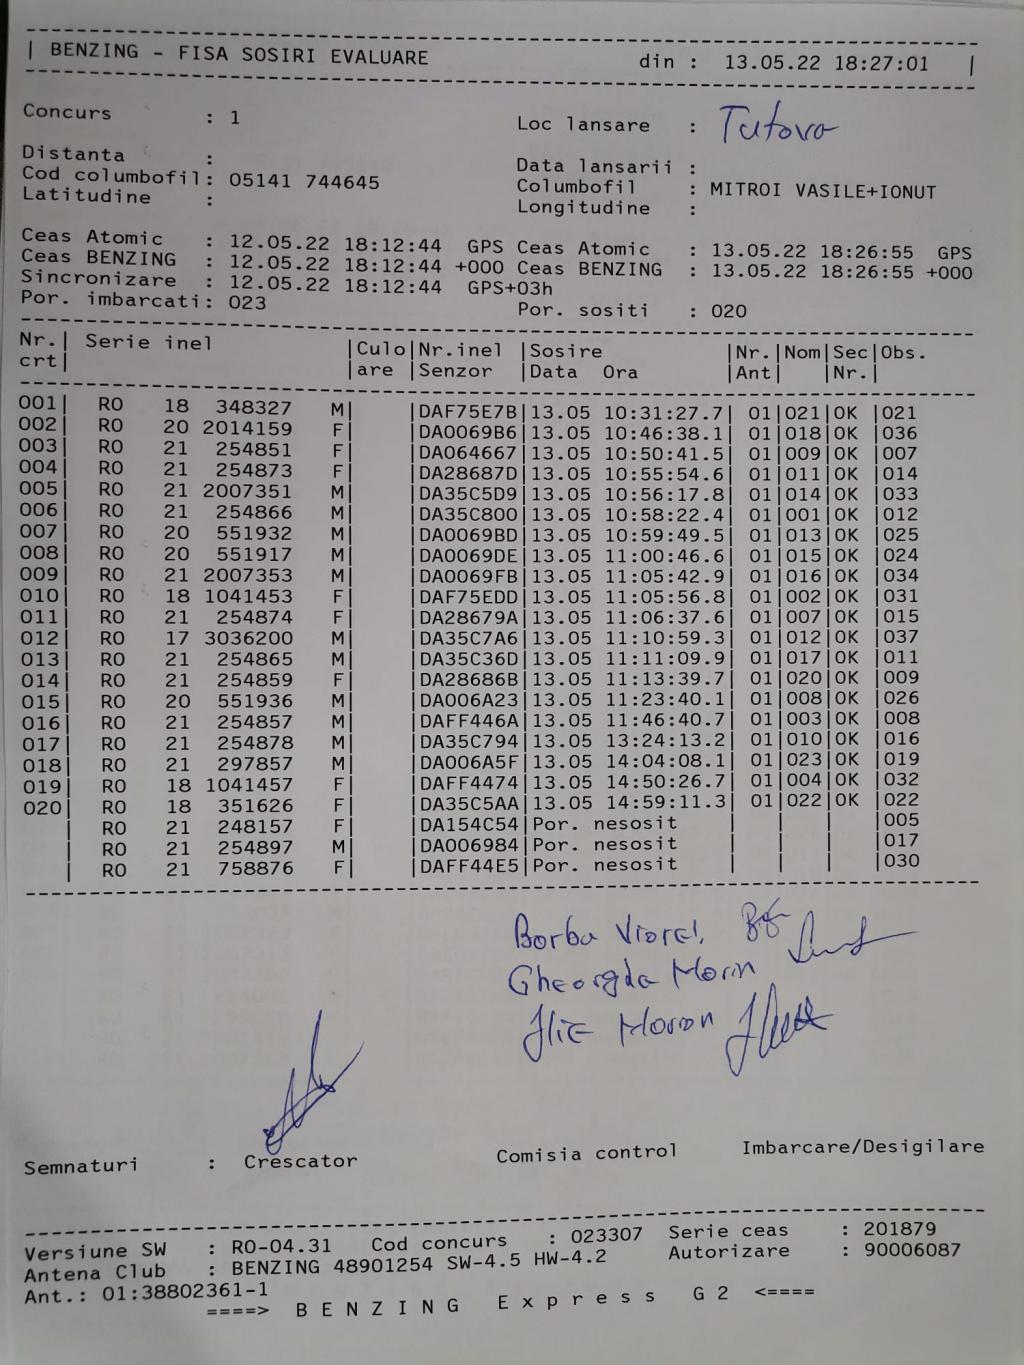 | BENZING - FISA SOSIRI EVALUARE din : 13.05.22 18:27:01 |
Concurs : 1 Loc lansare : Tutova
Distanta : Data lansarii :
Cod columbofil: 05141 744645 Columbofil : MITROI VASILE+IONUT
Latitudine : Longitudine :
Ceas Atomic : 12.05.22 18:12:44 GPS Ceas Atomic : 13.05.22 18:26:55 GPS
Ceas BENZING : 12.05.22 18:12:44 +000 Ceas BENZING : 13.05.22 18:26:55 +000
Sincronizare : 12.05.22 18:12:44 GPS+03h
Por. imbarcati: 023 Por. sositi : 020
Nr.| Serie inel |Culo|Nr.inel |Sosire |Nr.|Nom|Sec|Obs.
crt| |are |Senzor |Data Ora |Ant| |Nr.|
001| RO 18 348327 M| |DAF75E7B|13.05 10:31:27.7| 01|021|OK |021
002| RO 20 2014159 F| |DA0069B6|13.05 10:46:38.1| 01|018|OK |036
003| RO 21 254851 F| |DA064667|13.05 10:50:41.5| 01|009|OK |007
004| RO 21 254873 F| |DA28687D|13.05 10:55:54.6| 01|011|OK |014
005| RO 21 2007351 M| |DA35C5D9|13.05 10:56:17.8| 01|014|OK |033
006| RO 21 254866 M| |DA35C800|13.05 10:58:22.4| 01|001|OK |012
007| RO 20 551932 M| |DA0069BD|13.05 10:59:49.5| 01|013|OK |025
008| RO 20 551917 M| |DA0069DE|13.05 11:00:46.6| 01|015|OK |024
009| RO 21 2007353 M| |DA0069FB|13.05 11:05:42.9| 01|016|OK |034
010| RO 18 1041453 F| |DAF75EDD|13.05 11:05:56.8| 01|002|OK |031
011| RO 21 254874 F| |DA28679A|13.05 11:06:37.6| 01|007|OK |015
012| RO 17 3036200 M| |DA35C7A6|13.05 11:10:59.3| 01|012|OK |037
013| RO 21 254865 M| |DA35C36D|13.05 11:11:09.9| 01|017|OK |011
014| RO 21 254859 F| |DA28686B|13.05 11:13:39.7| 01|020|OK |009
015| RO 20 551936 M| |DA006A23|13.05 11:23:40.1| 01|008|OK |026
016| RO 21 254857 M| |DAFF446A|13.05 11:46:40.7| 01|003|OK |008
017| RO 21 254878 M| |DA35C794|13.05 13:24:13.2| 01|010|OK |016
018| RO 21 297857 M| |DA006A5F|13.05 14:04:08.1| 01|023|OK |019
019| RO 18 1041457 F| |DAFF4474|13.05 14:50:26.7| 01|004|OK |032
020| RO 18 351626 F| |DA35C5AA|13.05 14:59:11.3| 01|022|OK |022
| RO 21 248157 F| |DA154C54|Por. nesosit | | | |005
| RO 21 254897 M| |DA006984|Por. nesosit | | | |017
| RO 21 758876 F| |DAFF44E5|Por. nesosit | | | |030
Borba Viorel,
Gheorgda Morin
Ilie Moron
Semnaturi : Crescator Comisia control Imbarcare/Desigilare
Versiune SW : RO-04.31 Cod concurs : 023307 Serie ceas : 201879
Antena Club : BENZING 48901254 SW-4.5 HW-4.2 Autorizare : 90006087
Ant.: 01:38802361-1
====> B E N Z I N G E x p r e s s G 2 <====